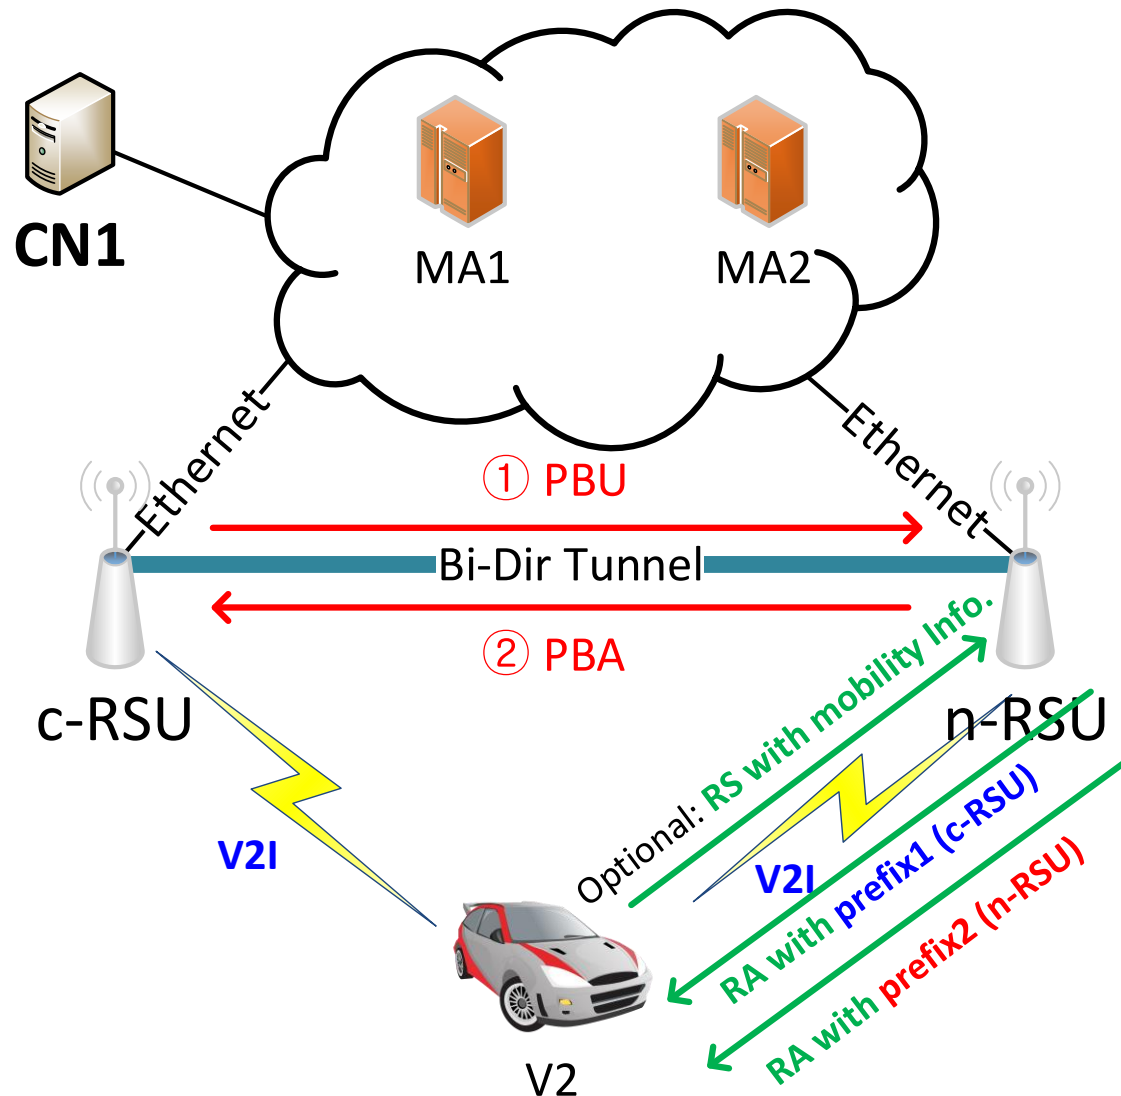 CN1
MA1
MA2
Ethernet
Ethernet
① PBU
Bi-Dir Tunnel
② PBA
c-RSU
n-RSU
Optional: RS with mobility Info.
V2I
V2I
RA with prefix1 (c-RSU)
RA with prefix2 (n-RSU)
V2